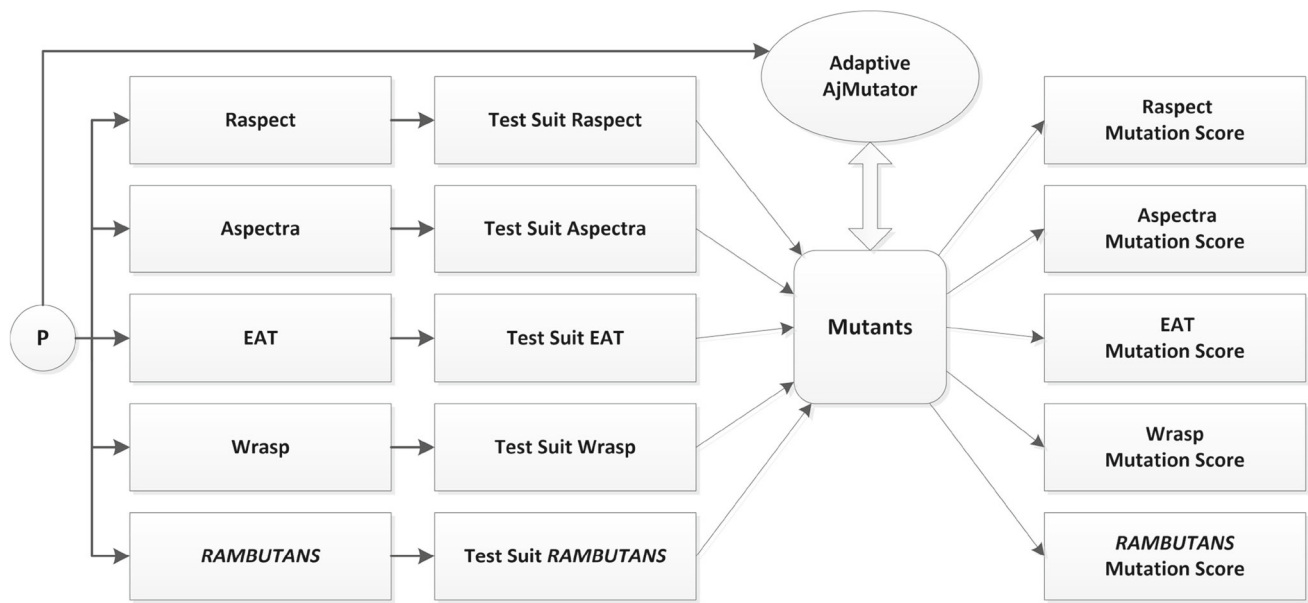 Adaptive
AjMutator
Raspect
Test Suit Raspect
Raspect
Mutation Score
Aspectra
Test Suit Aspectra
Aspectra
Mutation Score
P
EAT
Test Suit EAT
Mutants
EAT
Mutation Score
Wrasp
Test Suit Wrasp
Wrasp
Mutation Score
RAMBUTANS
Test Suit RAMBUTANS
RAMBUTANS
Mutation Score